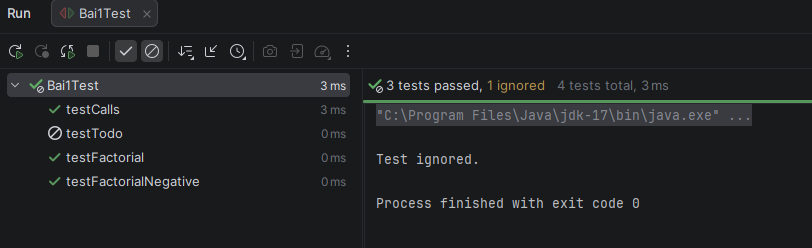 Run
Bai1Test
Bai1Test 3 ms
testCalls 3 ms
testTodo 0 ms
testFactorial 0 ms
testFactorialNegative 0 ms
3 tests passed, 1 ignored 4 tests total, 3 ms
"C:\Program Files\Java\jdk-17\bin\java.exe" ...
Test ignored.
Process finished with exit code 0